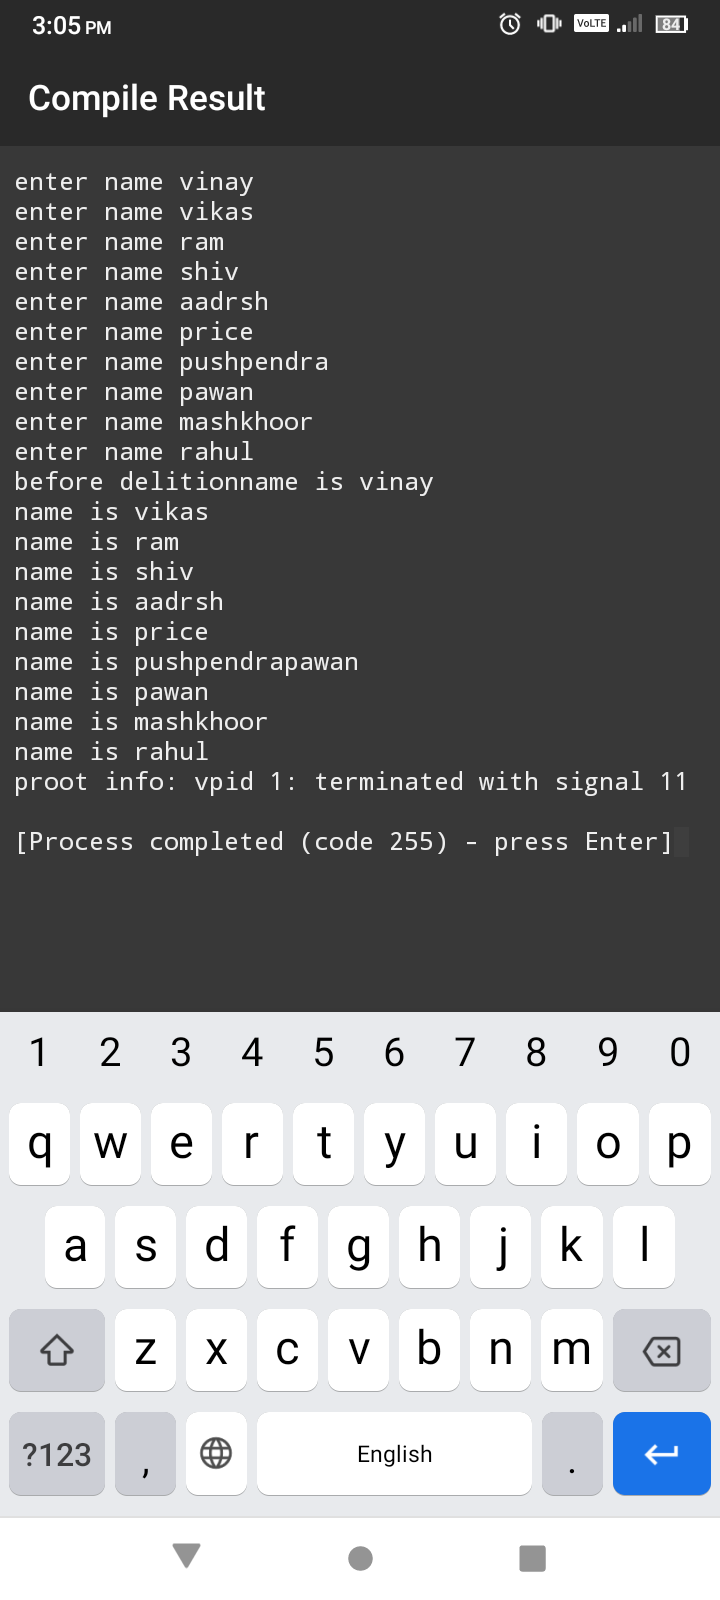 3:05 PM
VoLTE
84
Compile Result
enter name vinay
enter name vikas
enter name ram
enter name shiv
enter name aadrsh
enter name price
enter name pushpendra
enter name pawan
enter name mashkhoor
enter name rahul
before delitionname is vinay
name is vikas
name is ram
name is shiv
name is aadrsh
name is price
name is pushpendrapawan
name is pawan
name is mashkhoor
name is rahul
proot info: vpid 1: terminated with signal 11
[Process completed (code 255) - press Enter]
1 2 3 4 5 6 7 8 9 0
q w e r t y u i o p
a s d f g h j k l
z x c v b n m
?123 , English .